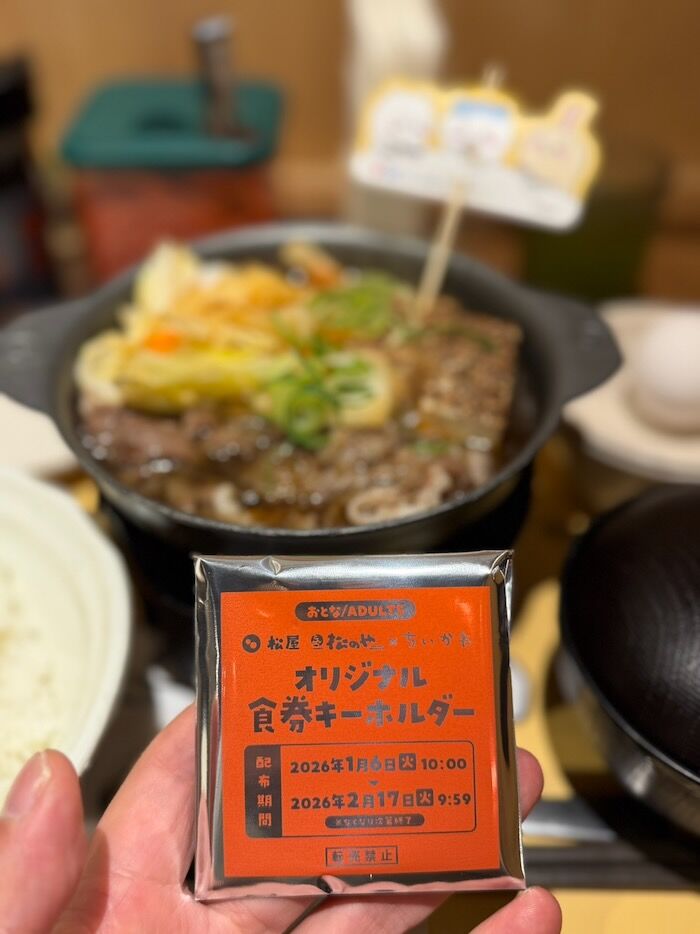 おとな/ADULTS
松屋 松のや × ちいかわ
オリジナル
食券キーホルダー
配布期間
2026年1月6日火 10:00
2026年2月17日火 9:59
※なくなり次第終了
転売禁止